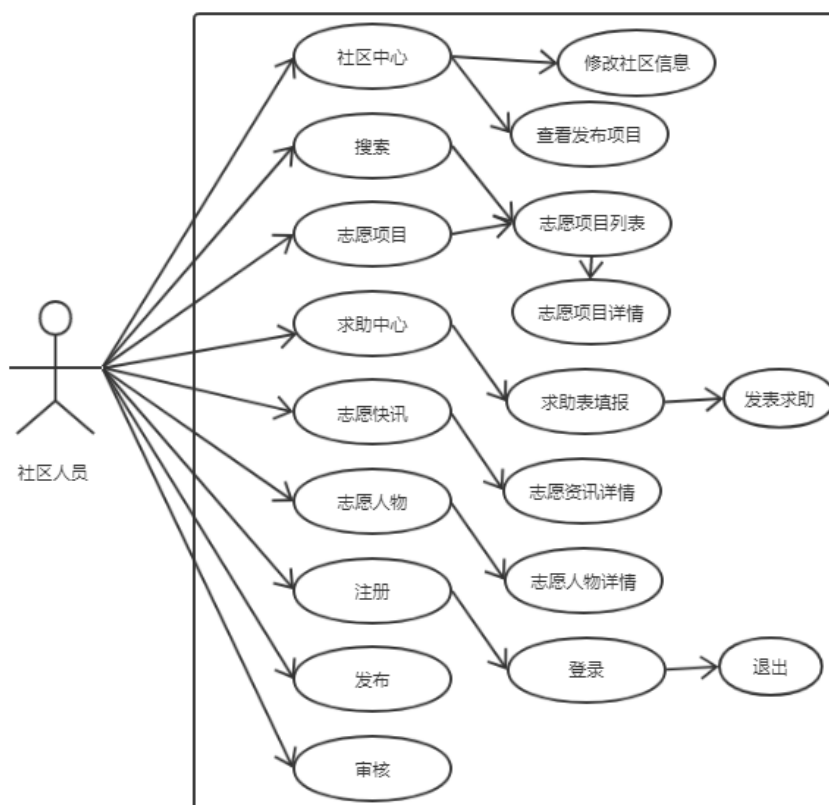 社区中心
修改社区信息
查看发布项目
搜索
志愿项目列表
志愿项目
志愿项目详情
求助中心
求助表填报
发表求助
志愿快讯
社区人员
志愿资讯详情
志愿人物
志愿人物详情
注册
登录
退出
发布
审核